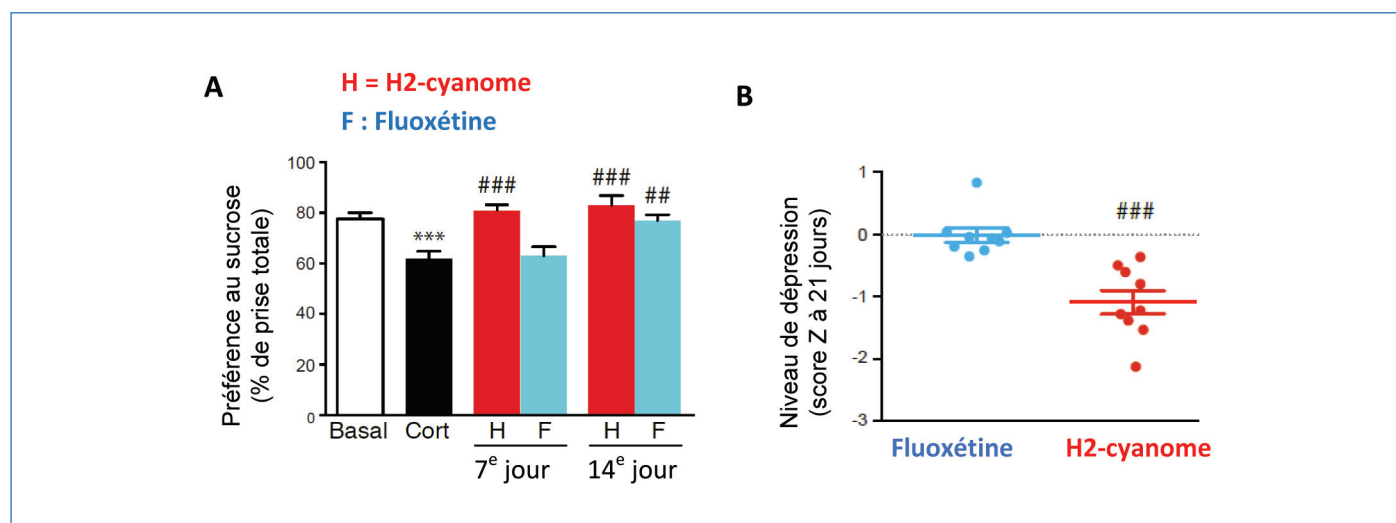 A
H = H2-cyanome
F : Fluoxétine
Préférence au sucrose
(% de prise totale)
100
80
60
40
20
0
***
###
###
##
Basal
Cort
H
F
H
F
7e jour
14e jour
B
Niveau de dépression
(score Z à 21 jours)
1
0
-1
-2
-3
###
Fluoxétine
H2-cyanome